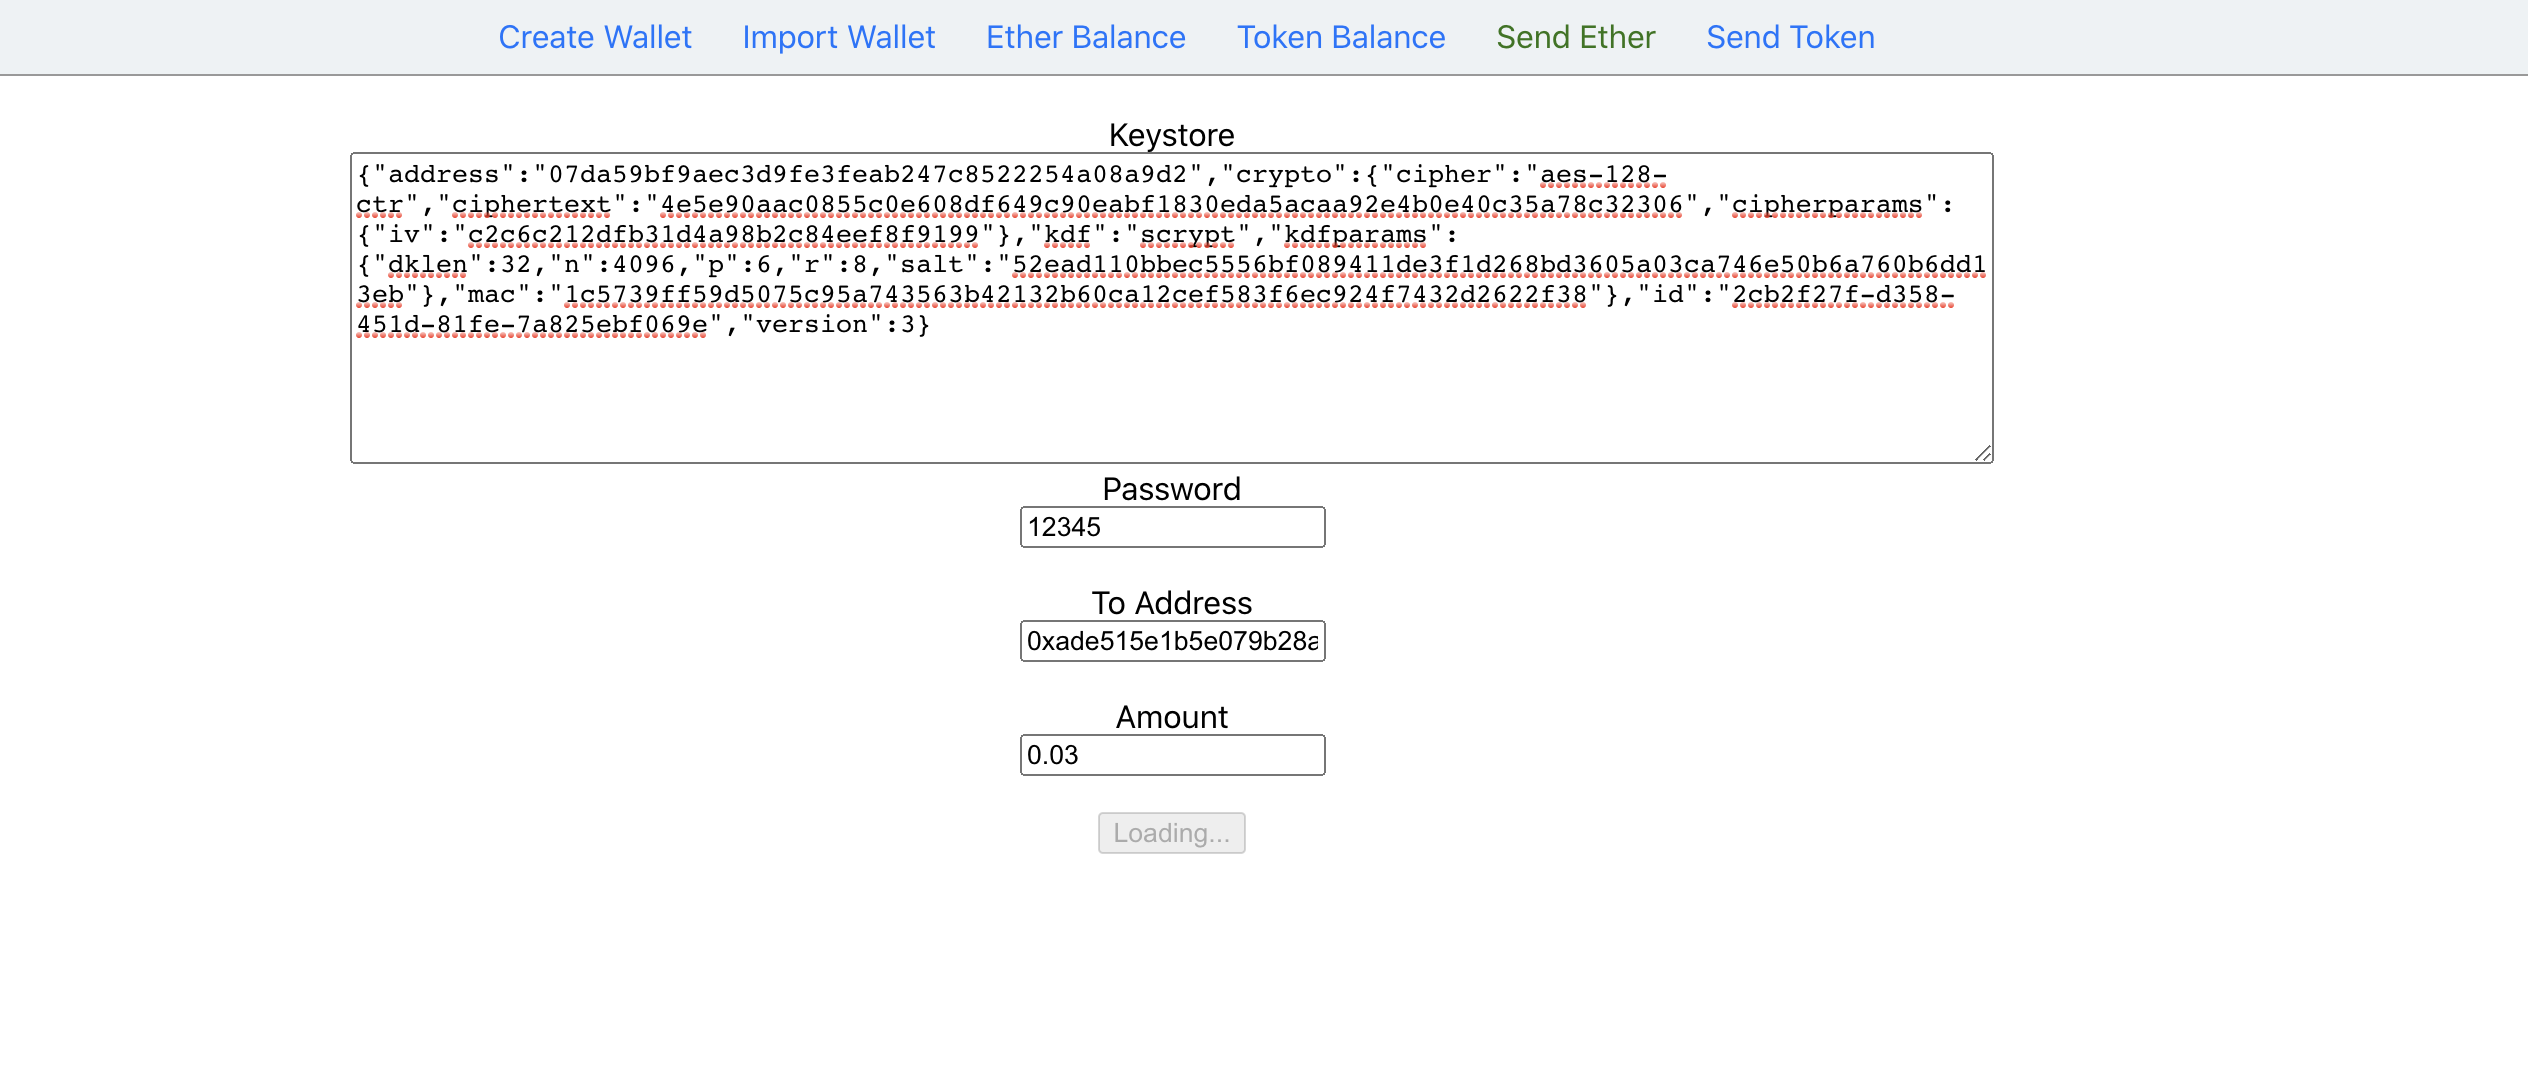 Create Wallet Import Wallet Ether Balance Token Balance Send Ether Send Token
Keystore
{"address":"07da59bf9aec3d9fe3feab247c8522254a08a9d2","crypto":{"cipher":"aes-128-
ctr","ciphertext":"4e5e90aac0855c0e608df649c90eabf1830eda5acaa92e4b0e40c35a78c32306","cipherparams":
{"iv":"c2c6c212dfb31d4a98b2c84eef8f9199"},"kdf":"scrypt","kdfparams":
{"dklen":32,"n":4096,"p":6,"r":8,"salt":"52ead110bbec5556bf089411de3f1d268bd3605a03ca746e50b6a760b6dd1
3eb"},"mac":"1c5739ff59d5075c95a743563b42132b60ca12cef583f6ec924f7432d2622f38"},"id":"2cb2f27f-d358-
451d-81fe-7a825ebf069e","version":3}
Password
12345
To Address
0xade515e1b5e079b28a
Amount
0.03
Loading...